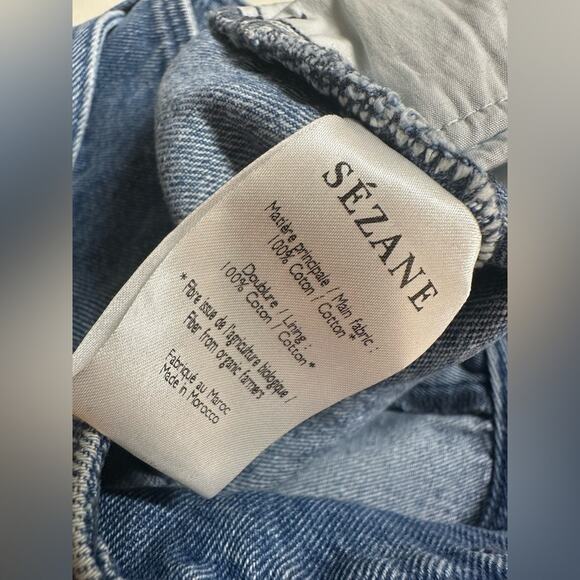 SÉZANE
Matière principale / Main fabric :
100% Coton / Cotton *
Doublure / Lining :
100% Coton / Cotton *
* Fibre issue de l'agriculture biologique /
Fiber from organic farmers
Fabriqué au Maroc
Made in Morocco